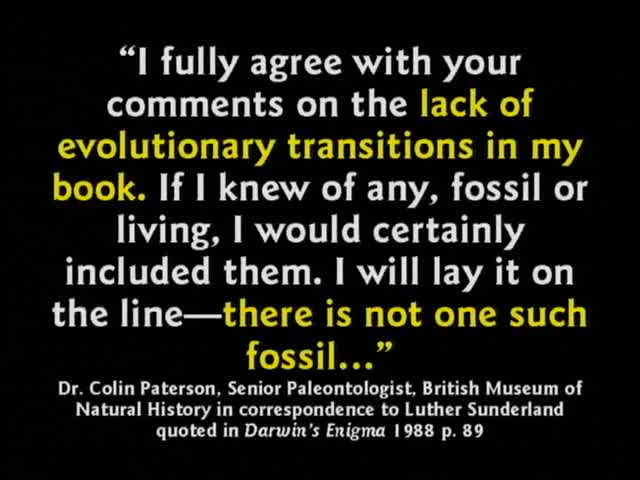 “I fully agree with your
comments on the lack of
evolutionary transitions in my
book. If I knew of any, fossil or
living, I would certainly
included them. I will lay it on
the line—there is not one such
fossil...”
Dr. Colin Paterson, Senior Paleontologist, British Museum of
Natural History in correspondence to Luther Sunderland
quoted in Darwin's Enigma 1988 p. 89